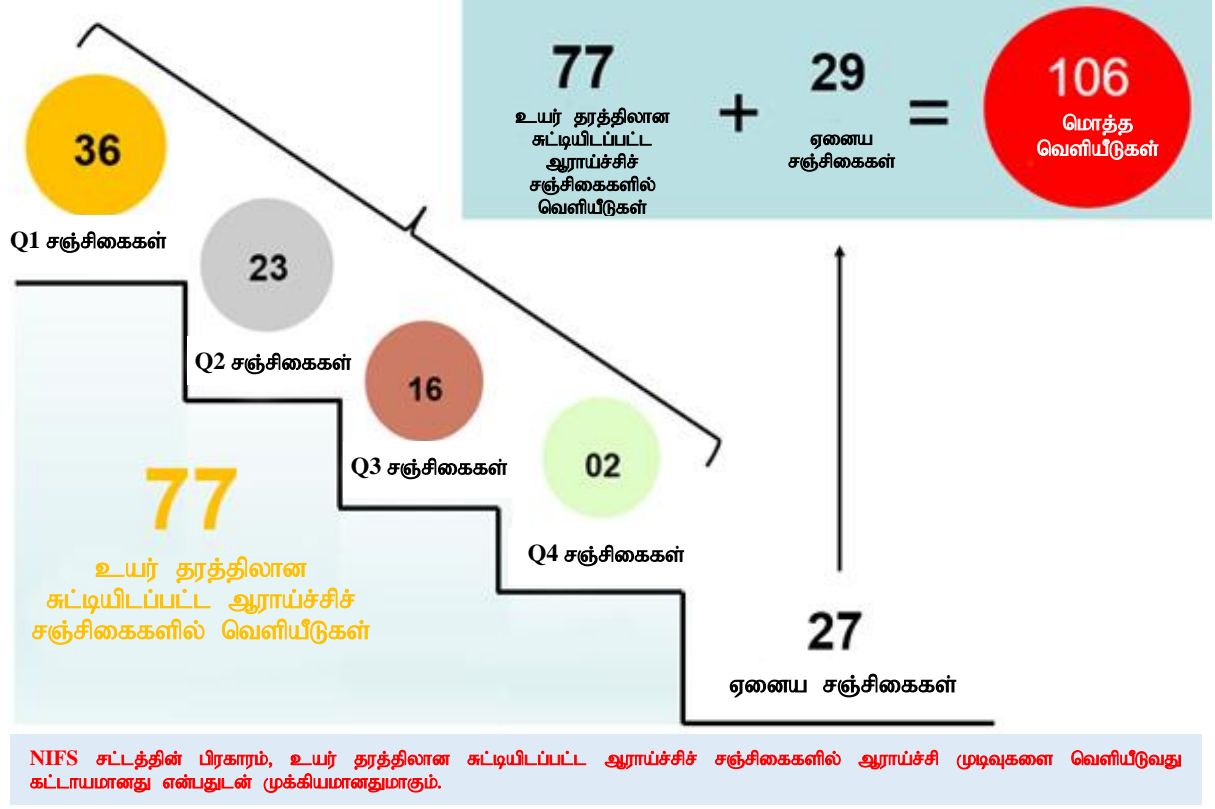 77
உயர் தரத்திலான
சுட்டியிடப்பட்ட
ஆராய்ச்சிச்
சஞ்சிகைகளில்
வெளியீடுகள்
+
29
ஏனைய
சஞ்சிகைகள்
=
106
மொத்த
வெளியீடுகள்
36
Q1 சஞ்சிகைகள்
23
Q2 சஞ்சிகைகள்
16
Q3 சஞ்சிகைகள்
02
Q4 சஞ்சிகைகள்
77
உயர் தரத்திலான
சுட்டியிடப்பட்ட ஆராய்ச்சிச்
சஞ்சிகைகளில் வெளியீடுகள்
27
ஏனைய சஞ்சிகைகள்
NIFS சட்டத்தின் பிரகாரம், உயர் தரத்திலான சுட்டியிடப்பட்ட ஆராய்ச்சிச் சஞ்சிகைகளில் ஆராய்ச்சி முடிவுகளை வெளியீடுவது
கட்டாயமானது என்பதுடன் முக்கியமானதுமாகும்.